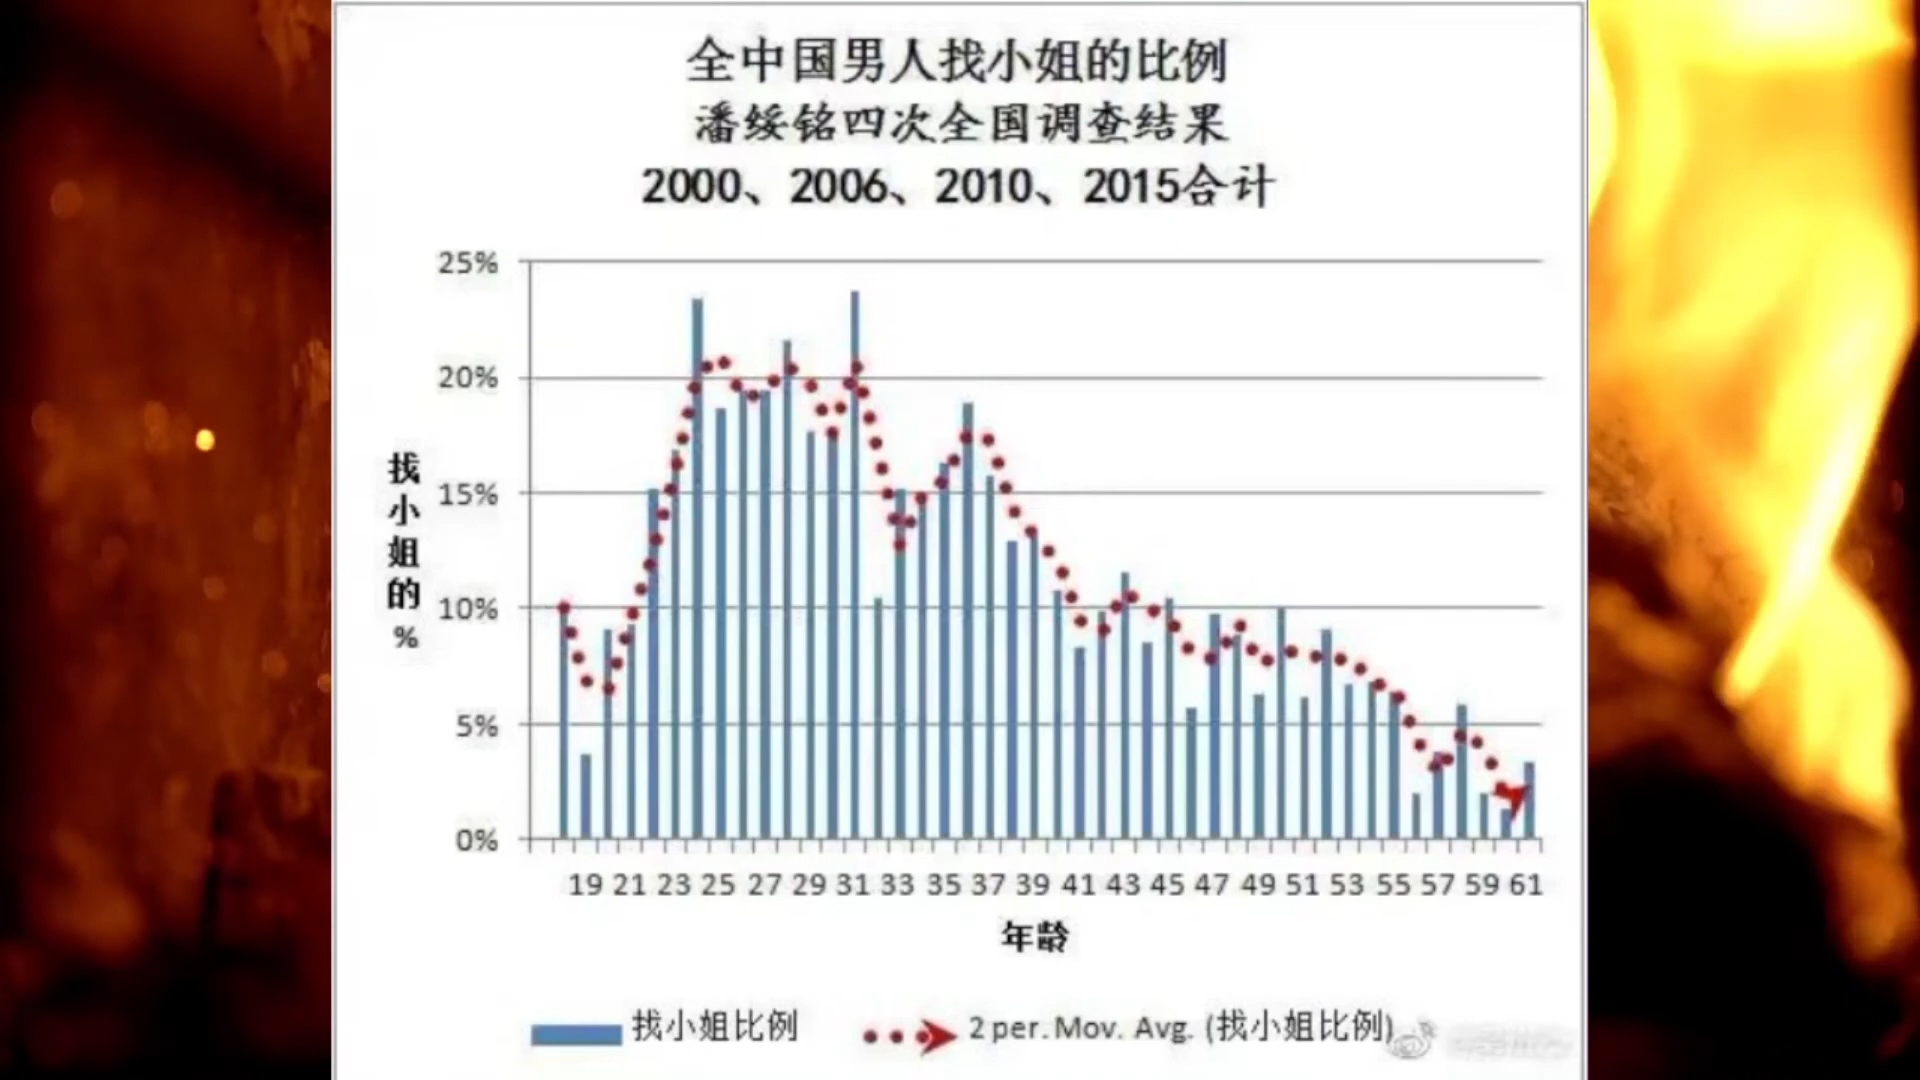 全中国男人找小姐的比例
潘绥铭四次全国调查结果
2000、2006、2010、2015合计
25%
20%
15%
10%
5%
0%
找小姐的%
19 21 23 25 27 29 31 33 35 37 39 41 43 45 47 49 51 53 55 57 59 61
年龄
找小姐比例
2 per. Mov. Avg. (找小姐比例)